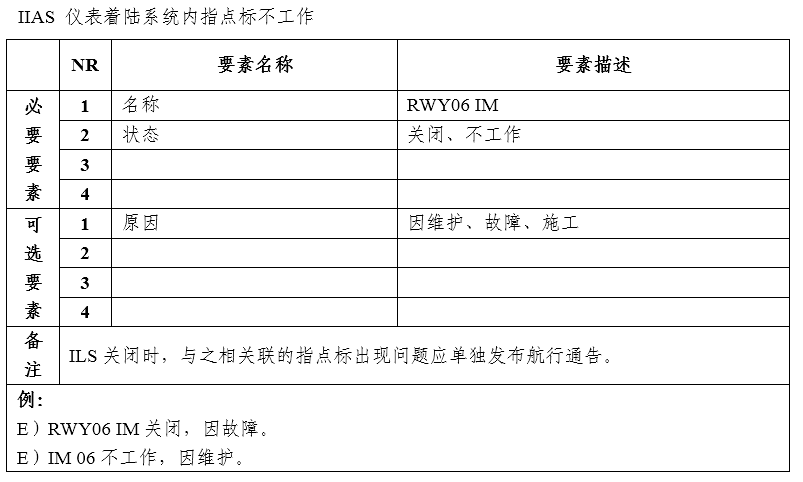 IIAS 仪表着陆系统内指点标不工作
NR 要素名称 要素描述
必要要素
1 名称 RWY06 IM
2 状态 关闭、不工作
3
4
可选要素
1 原因 因维护、故障、施工
2
3
4
备注 ILS 关闭时，与之相关联的指点标出现问题应单独发布航行通告。
例：
E）RWY06 IM 关闭，因故障。
E）IM 06 不工作，因维护。